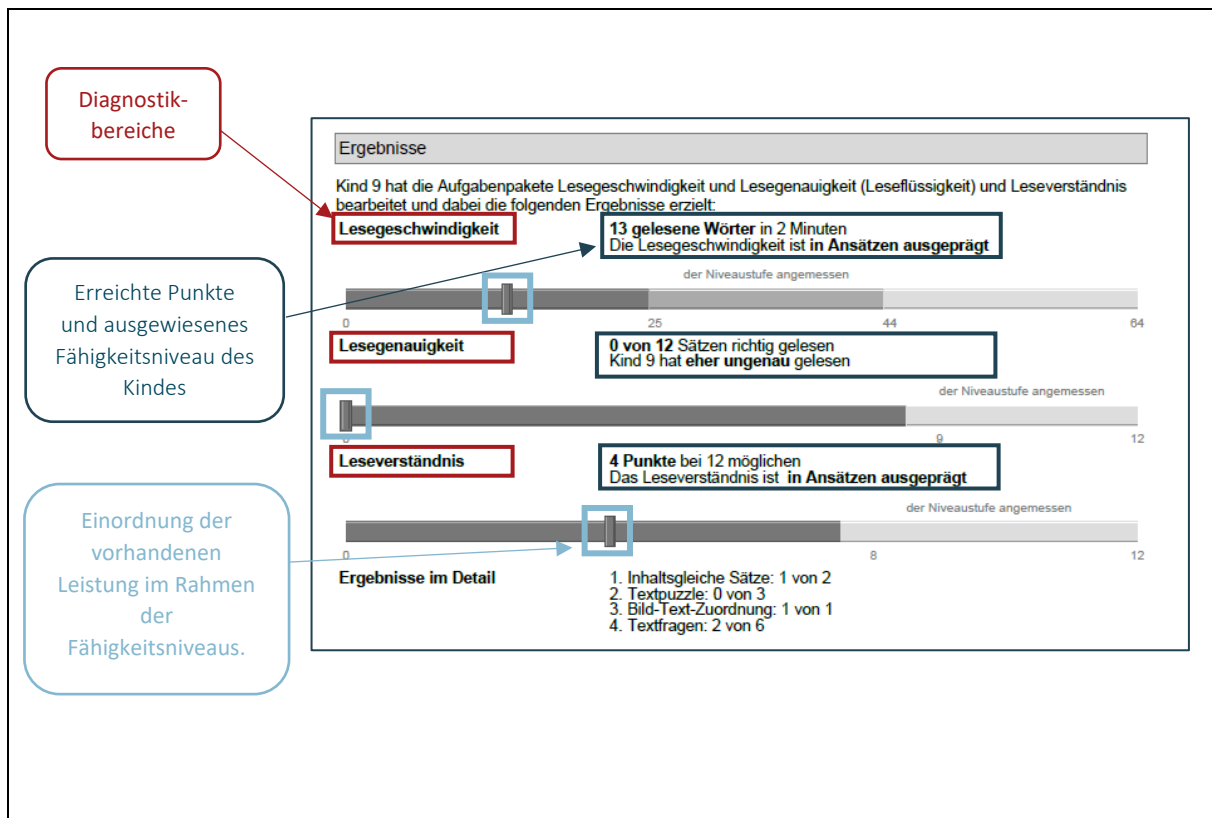 Diagnostik-
bereiche
Ergebnisse
Kind 9 hat die Aufgabenpakete Lesegeschwindigkeit und Lesegenauigkeit (Leseflüssigkeit) und Leseverständnis
bearbeitet und dabei die folgenden Ergebnisse erzielt:
Lesegeschwindigkeit
13 gelesene Wörter in 2 Minuten
Die Lesegeschwindigkeit ist in Ansätzen ausgeprägt
der Niveaustufe angemessen
0 25 44 64
Erreichte Punkte
und ausgewiesenes
Fähigkeitsniveau des
Kindes
Lesegenauigkeit
0 von 12 Sätzen richtig gelesen
Kind 9 hat eher ungenau gelesen
der Niveaustufe angemessen
0 9 12
Leseverständnis
4 Punkte bei 12 möglichen
Das Leseverständnis ist in Ansätzen ausgeprägt
der Niveaustufe angemessen
0 8 12
Einordnung der
vorhandenen
Leistung im Rahmen
der
Fähigkeitsniveaus.
Ergebnisse im Detail
1. Inhaltsgleiche Sätze: 1 von 2
2. Textpuzzle: 0 von 3
3. Bild-Text-Zuordnung: 1 von 1
4. Textfragen: 2 von 6